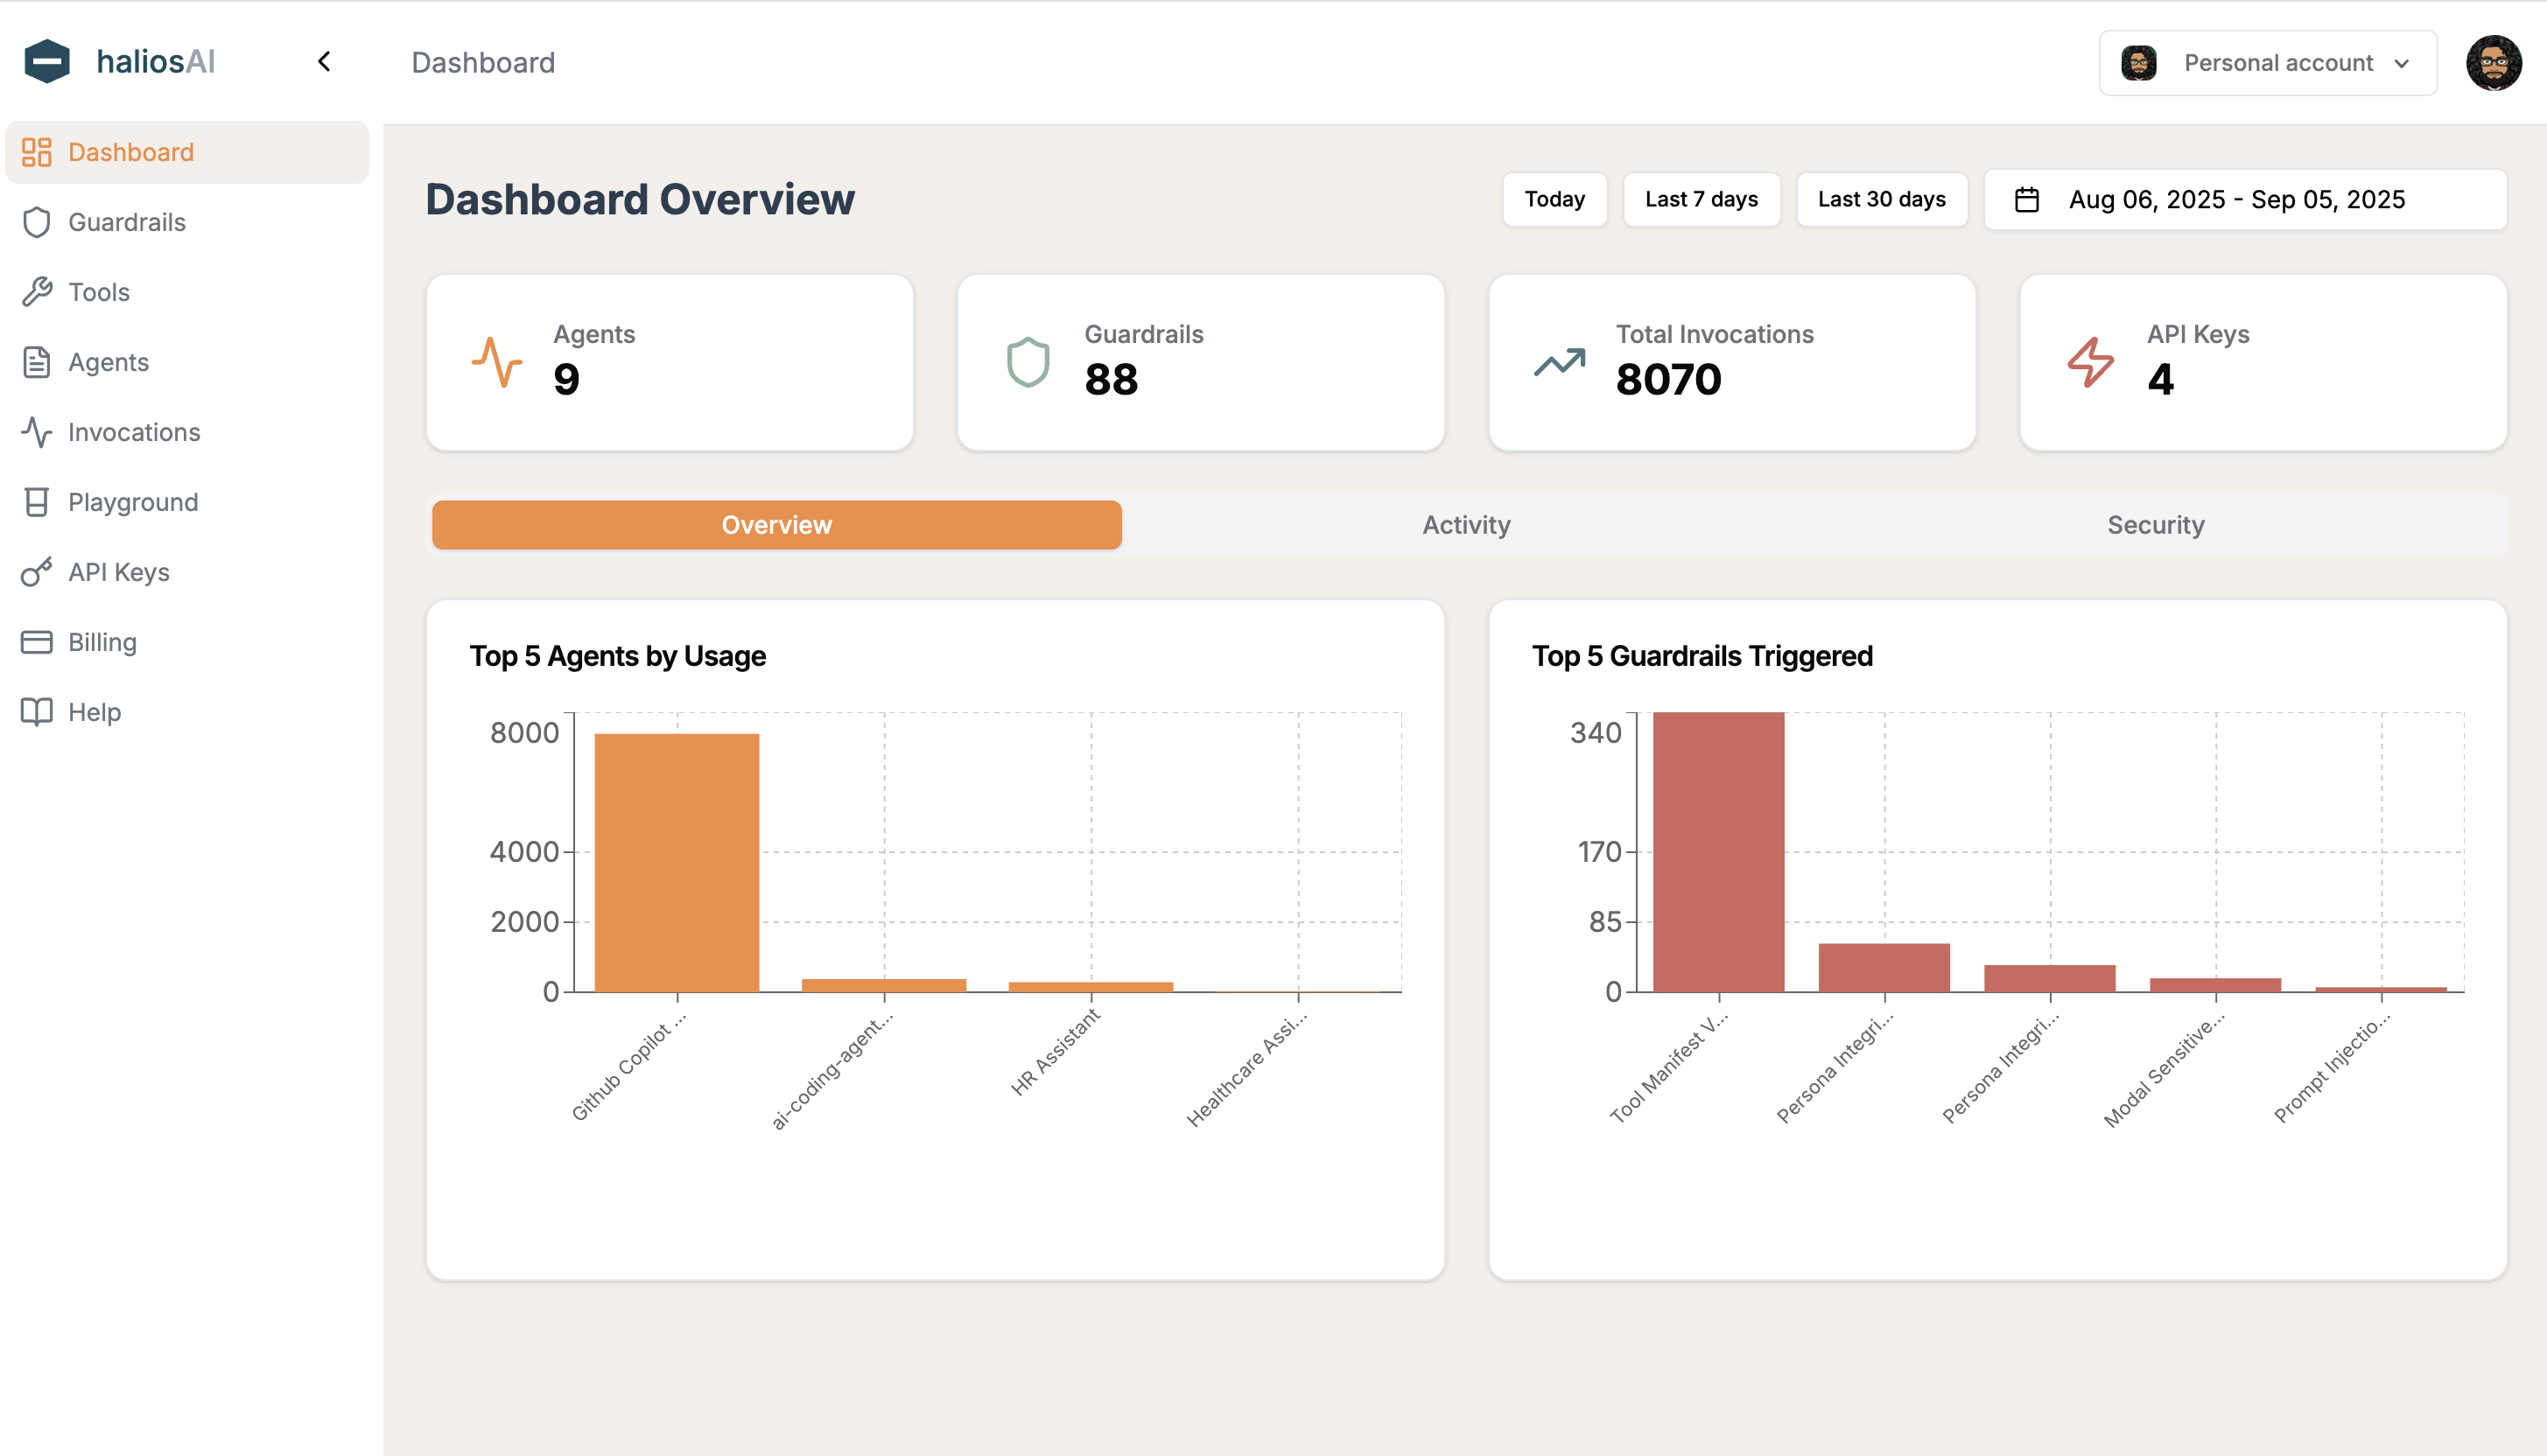 haliosAI
Dashboard
Personal account
Dashboard
Guardrails
Tools
Agents
Invocations
Playground
API Keys
Billing
Help
Dashboard Overview
Today
Last 7 days
Last 30 days
Aug 06, 2025 - Sep 05, 2025
Agents
9
Guardrails
88
Total Invocations
8070
API Keys
4
Overview
Activity
Security
Top 5 Agents by Usage
8000
4000
2000
0
Github Copilot ...
ai-coding-agent...
HR Assistant
Healthcare Assi...
Top 5 Guardrails Triggered
340
170
85
0
Tool Manifest V...
Persona Integri...
Persona Integri...
Modal Sensitive...
Prompt Injectio...